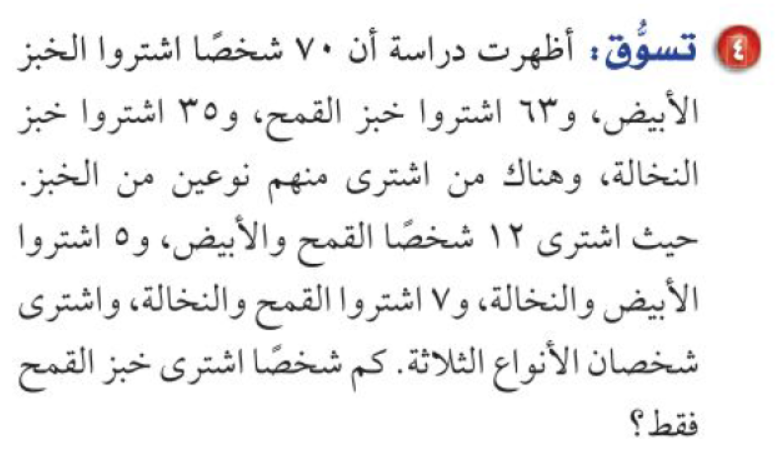 ٤ تسوُّق: أظهرت دراسة أن ٧٠ شخصًا اشتروا الخبز
الأبيض، و٦٣ اشتروا خبز القمح، و٣٥ اشتروا خبز
النخالة، وهناك من اشترى منهم نوعين من الخبز.
حيث اشترى ١٢ شخصًا القمح والأبيض، و٥ اشتروا
الأبيض والنخالة، و٧ اشتروا القمح والنخالة، واشترى
شخصان الأنواع الثلاثة. كم شخصًا اشترى خبز القمح
فقط؟